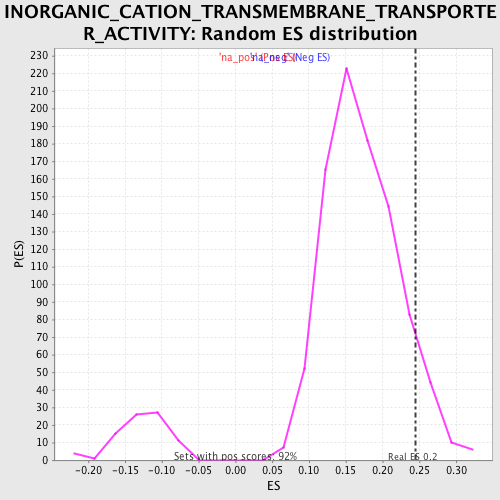 INORGANIC_CATION_TRANSMEMBRANE_TRANSPORTE
R_ACTIVITY: Random ES distribution
'na_pos' (Pos ES)
'na_neg' (Neg ES)
230
220
210
200
190
180
170
160
150
140
130
120
110
100
90
80
70
60
50
40
30
20
10
0
P(ES)
Sets with pos scores: 92%
Real ES 0.2
-0.20 -0.15 -0.10 -0.05 0.00 0.05 0.10 0.15 0.20 0.25 0.30
ES